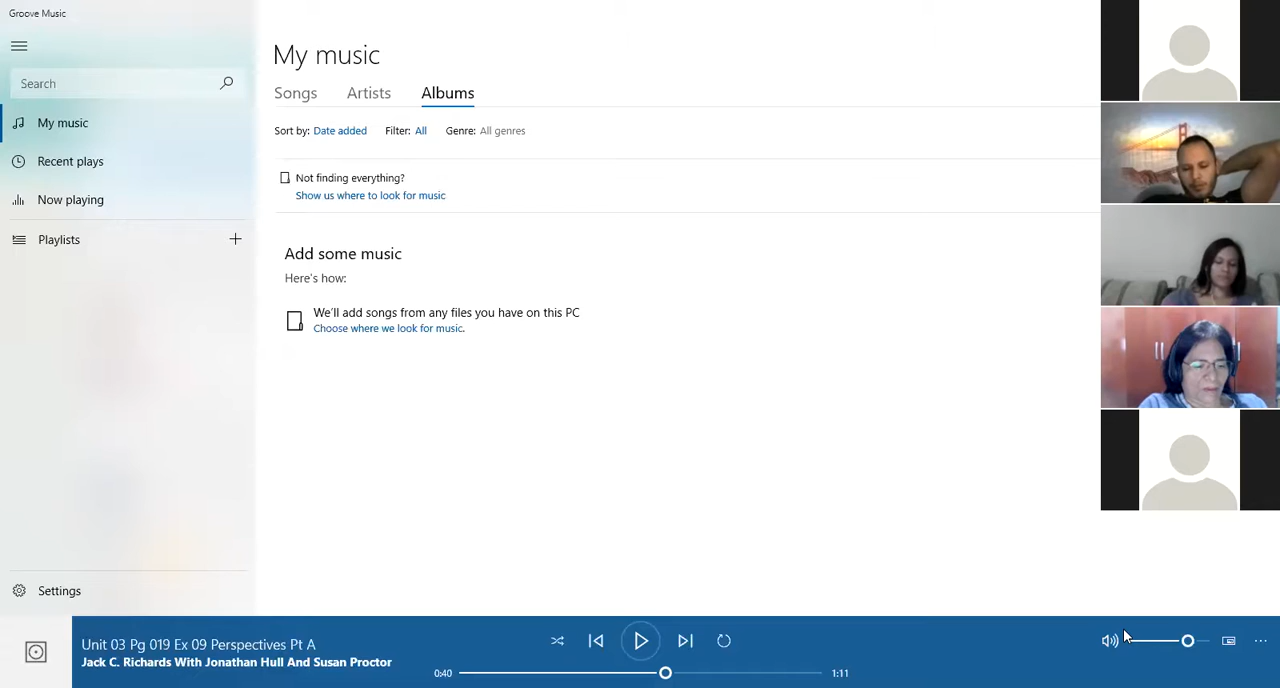 Groove Music
Search
My music
Recent plays
Now playing
Playlists
Settings
My music
Songs Artists Albums
Sort by: Date added Filter: All Genre: All genres
Not finding everything?
Show us where to look for music
Add some music
Here's how:
We'll add songs from any files you have on this PC
Choose where we look for music.
Unit 03 Pg 019 Ex 09 Perspectives Pt A
Jack C. Richards With Jonathan Hull And Susan Proctor
0:40 1:11